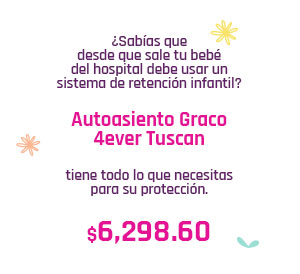 ¿Sabías que
desde que sale tu bebé
del hospital debe usar un
sistema de retención infantil?
Autoasiento Graco
4ever Tuscan
tiene todo lo que necesitas
para su protección.
$6,298.60